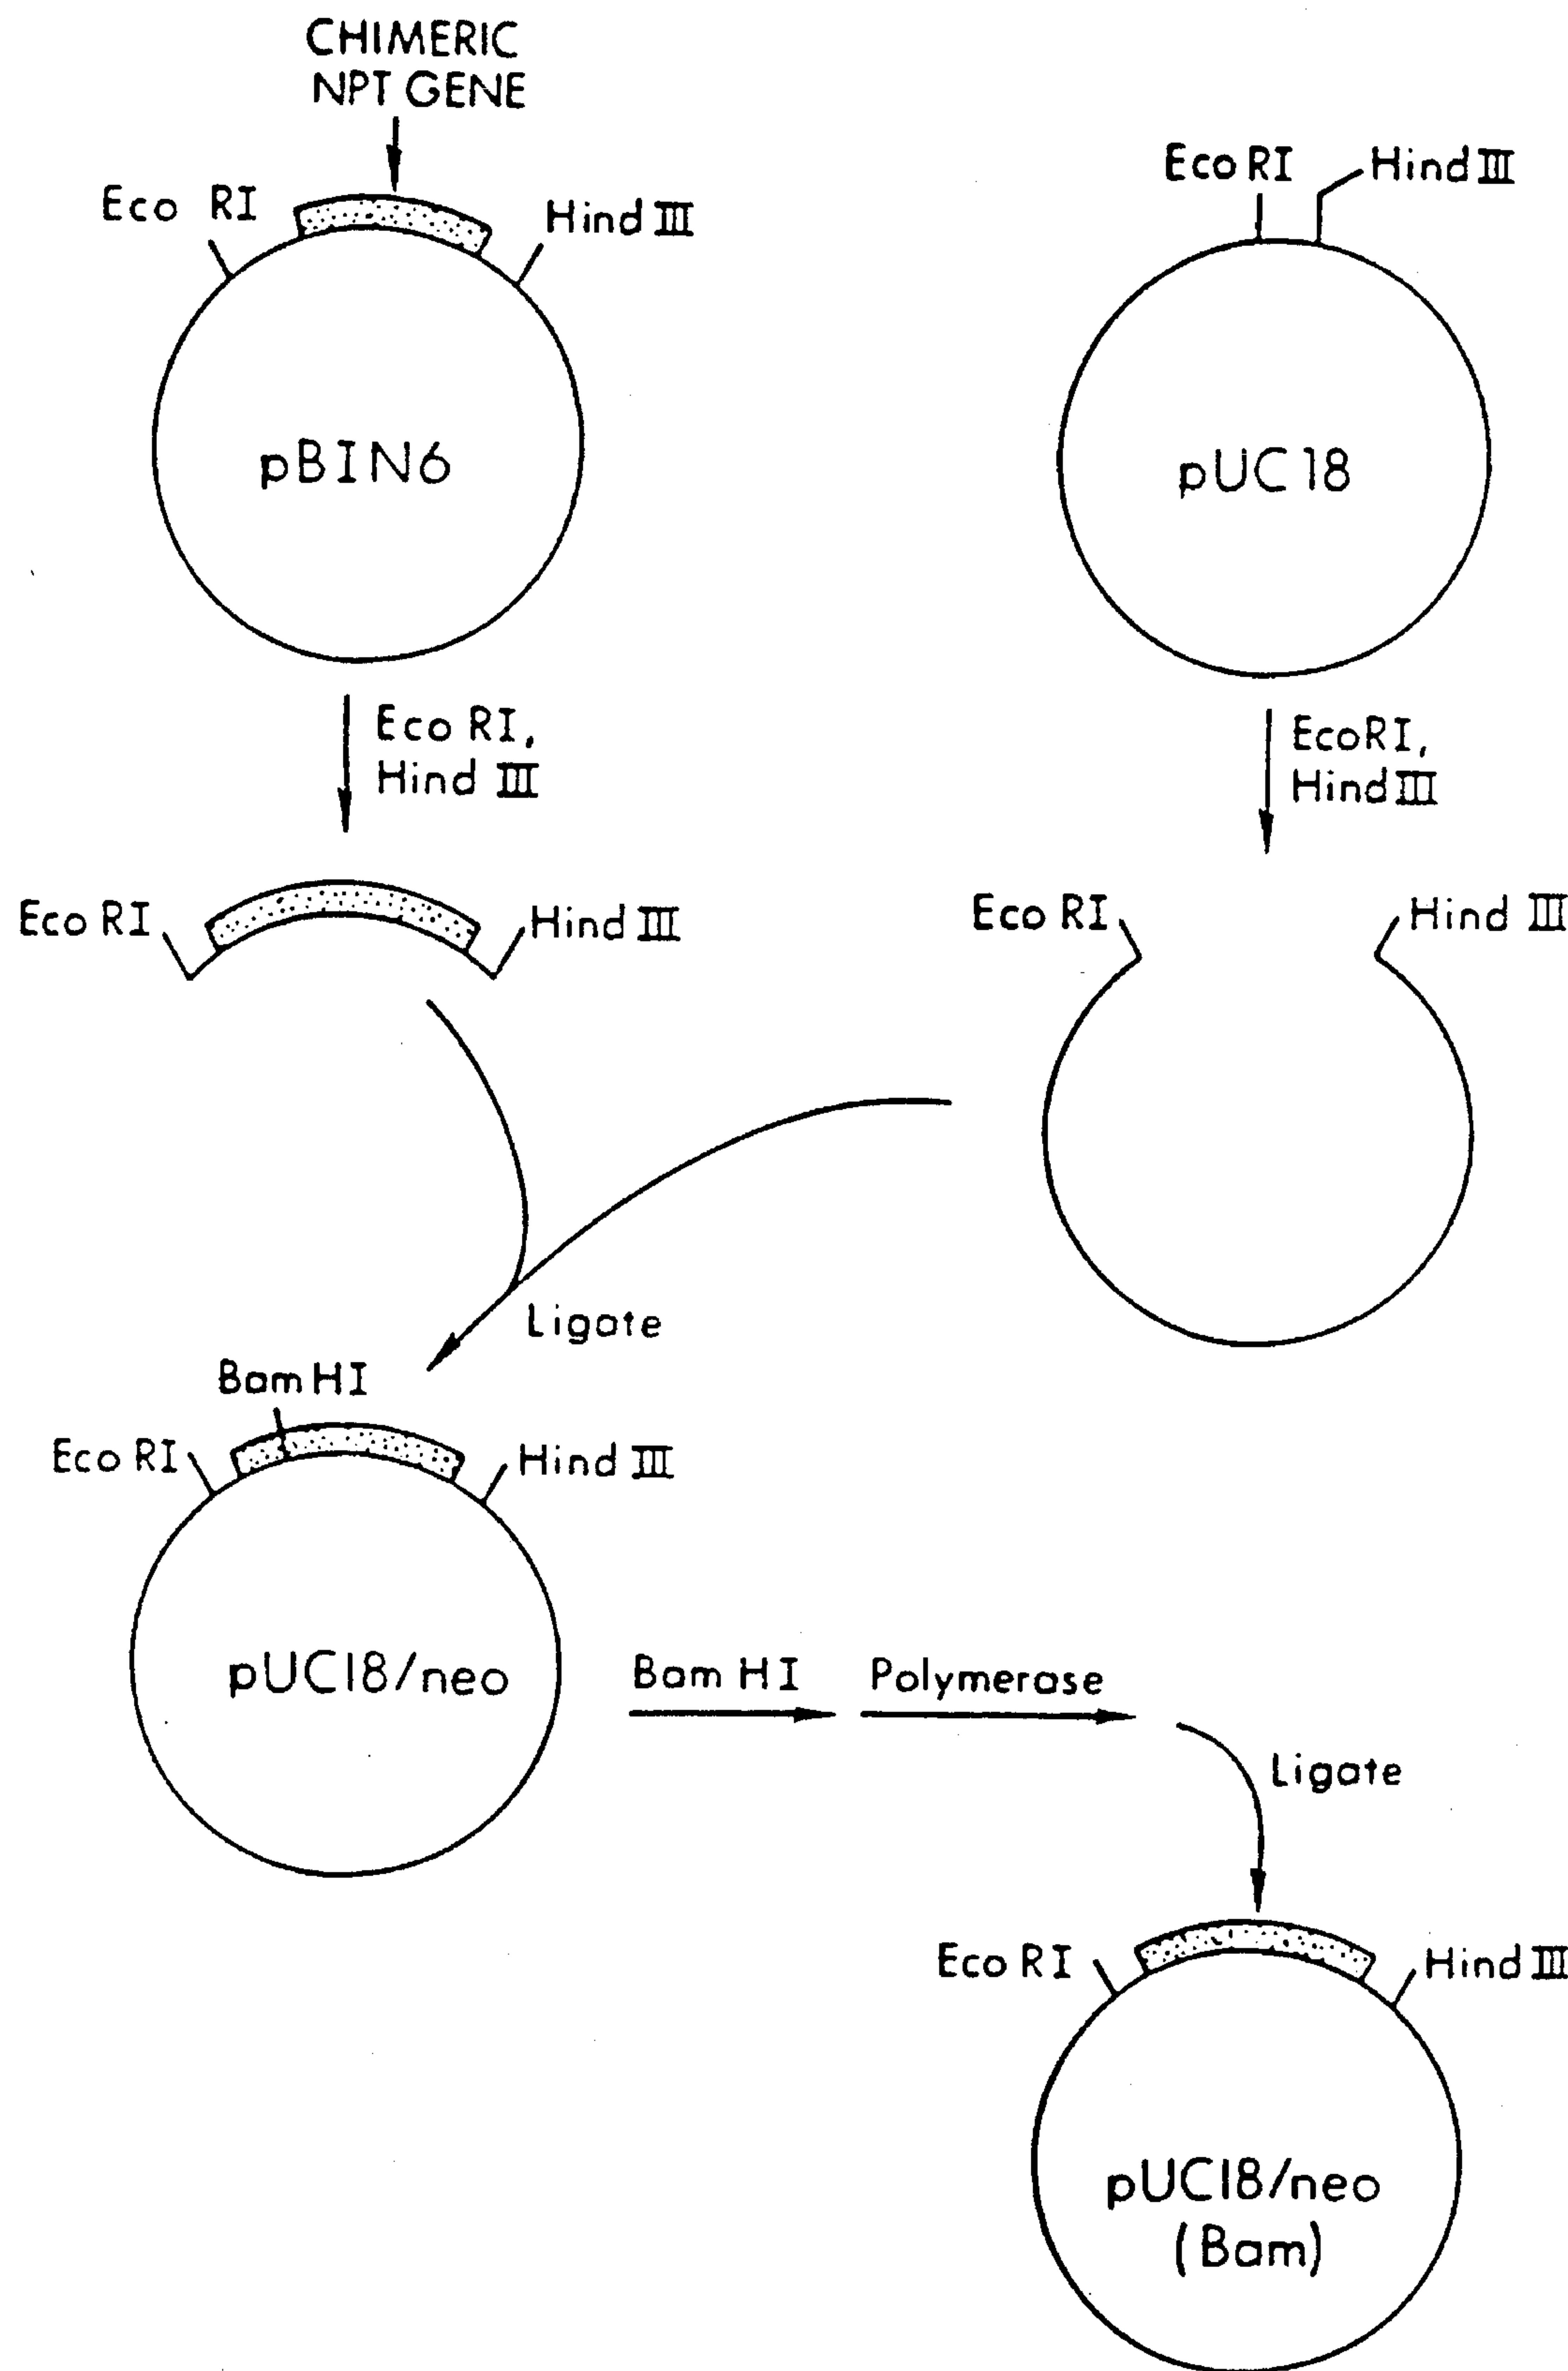 CHIMERIC
NPT GENE
Eco RI
Hind III
pBIN6
Eco RI
Hind III
pUC18
Eco RI,
Hind III
EcoRI,
Hind III
Eco RI
Hind III
Eco RI
Hind III
Ligate
Bam HI
Eco RI
Hind III
pUC18/neo
Bam HI
Polymerase
Ligate
Eco RI
Hind III
pUC18/neo
(Bam)